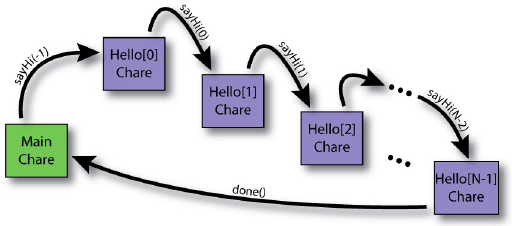 sayHi(-1)
Hello[0]
Chare
sayHi(0)
Hello[1]
Chare
sayHi(1)
Hello[2]
Chare
sayHi(N-2)
Hello[N-1]
Chare
done()
Main
Chare